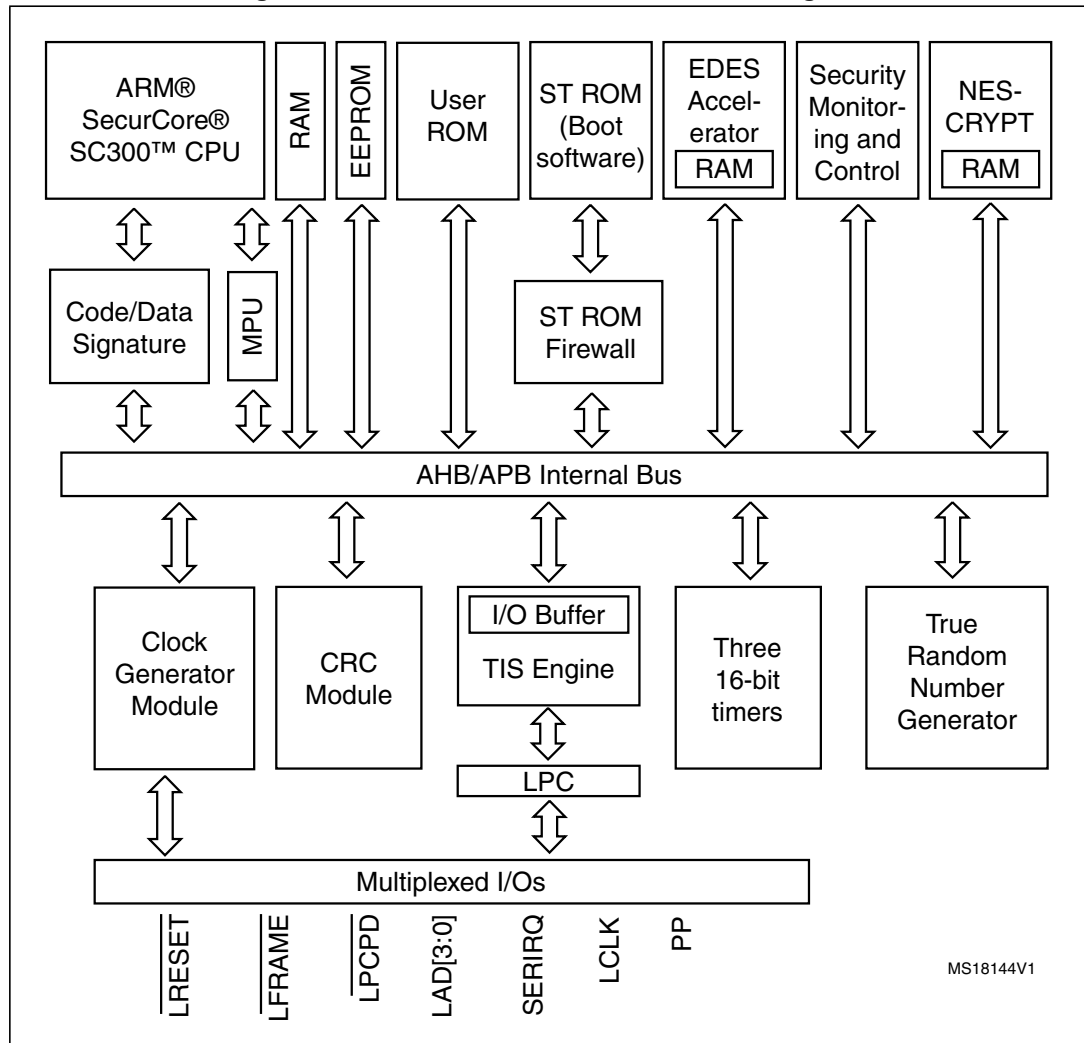 ARM®
SecurCore®
SC300™ CPU
RAM
EEPROM
User
ROM
ST ROM
(Boot
software)
EDES
Accel-
erator
RAM
Security
Monitor-
ing and
Control
NES-
CRYPT
RAM
Code/Data
Signature
MPU
ST ROM
Firewall
AHB/APB Internal Bus
Clock
Generator
Module
CRC
Module
I/O Buffer
TIS Engine
Three
16-bit
timers
True
Random
Number
Generator
LPC
Multiplexed I/Os
LRESET
LFRAME
LPCPD
LAD[3:0]
SERIRQ
LCLK
PP
MS18144V1